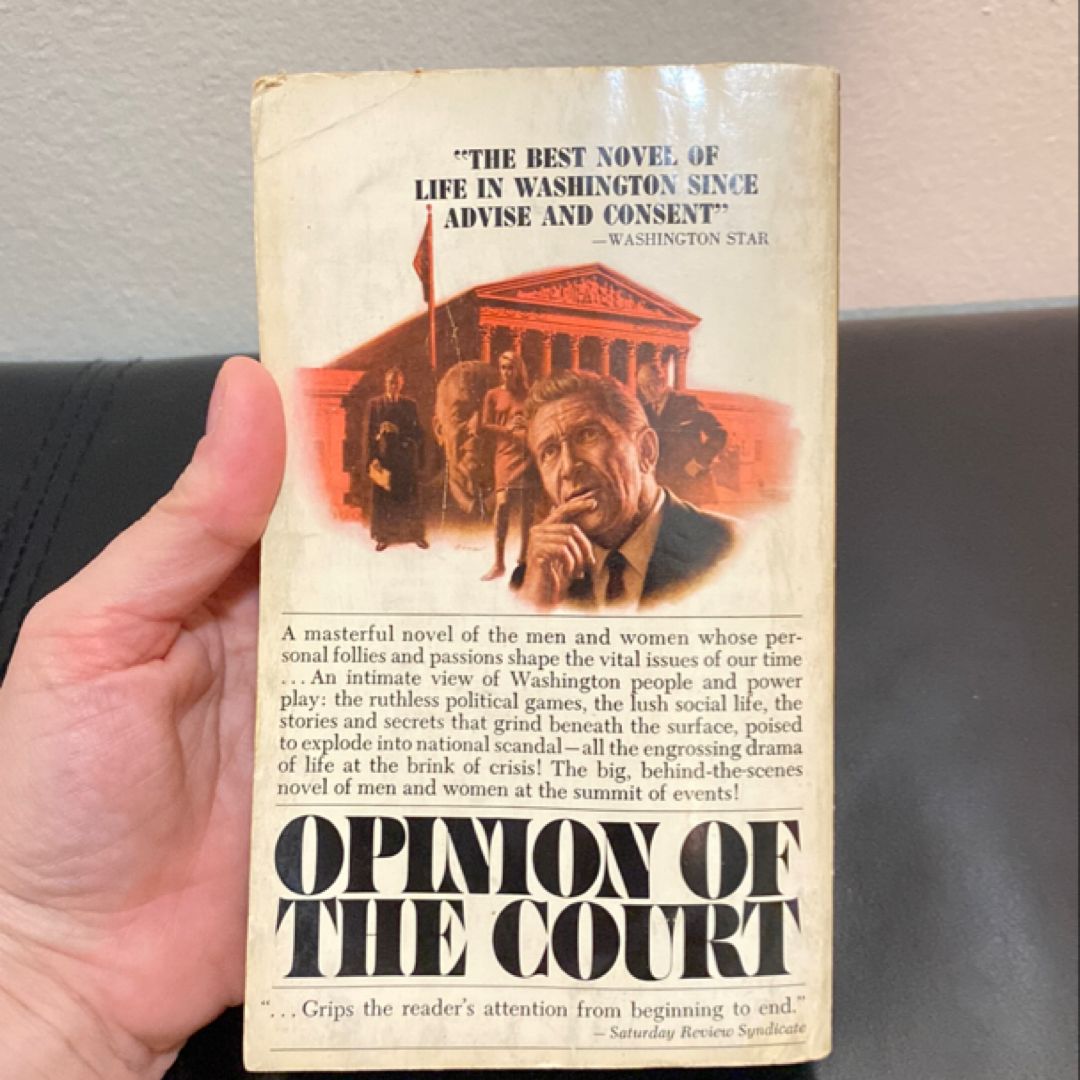 “THE BEST NOVEL OF
LIFE IN WASHINGTON SINCE
ADVISE AND CONSENT”
—WASHINGTON STAR
A masterful novel of the men and women whose per-
sonal follies and passions shape the vital issues of our time
...An intimate view of Washington people and power
play: the ruthless political games, the lush social life, the
stories and secrets that grind beneath the surface, poised
to explode into national scandal—all the engrossing drama
of life at the brink of crisis! The big, behind-the-scenes
novel of men and women at the summit of events!
OPINION OF
THE COURT
“...Grips the reader’s attention from beginning to end.”
—Saturday Review Syndicate